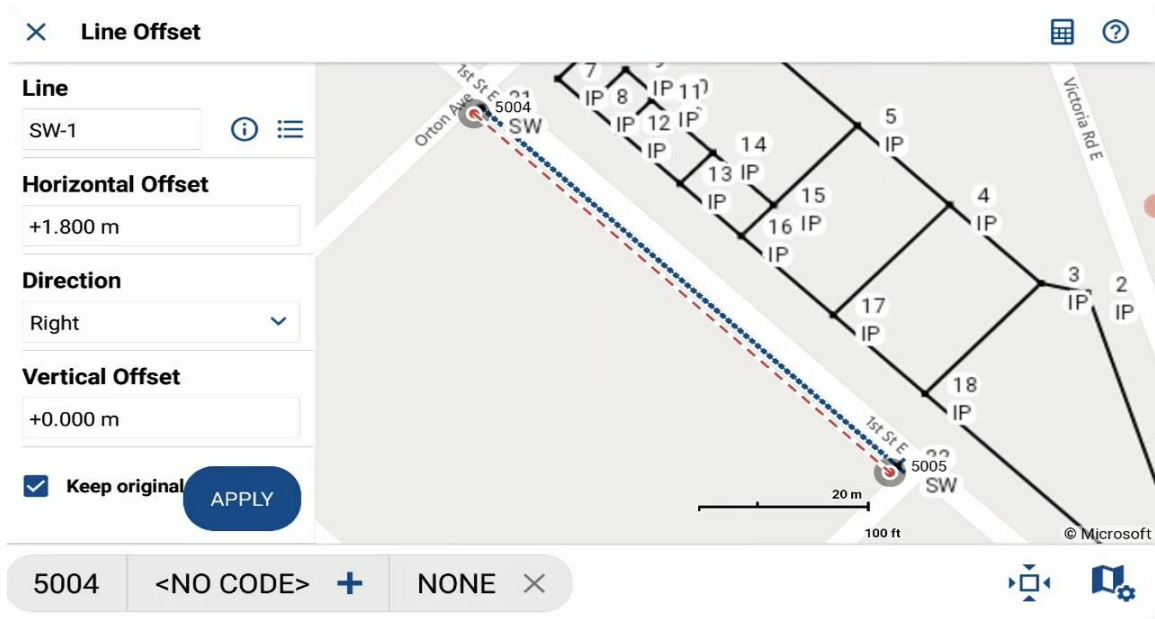 Line Offset
Line
SW-1
Horizontal Offset
+1.800 m
Direction
Right
Vertical Offset
+0.000 m
Keep original
APPLY
1st St E
Orton Ave
5004
SW
7
IP
8
IP
IP
11
IP
12
IP
13
IP
14
IP
15
IP
16
IP
5
IP
4
IP
3
IP
2
IP
17
IP
18
IP
Victoria Rd E
1st St E
5005
SW
20 m
100 ft
© Microsoft
5004
<NO CODE>
NONE